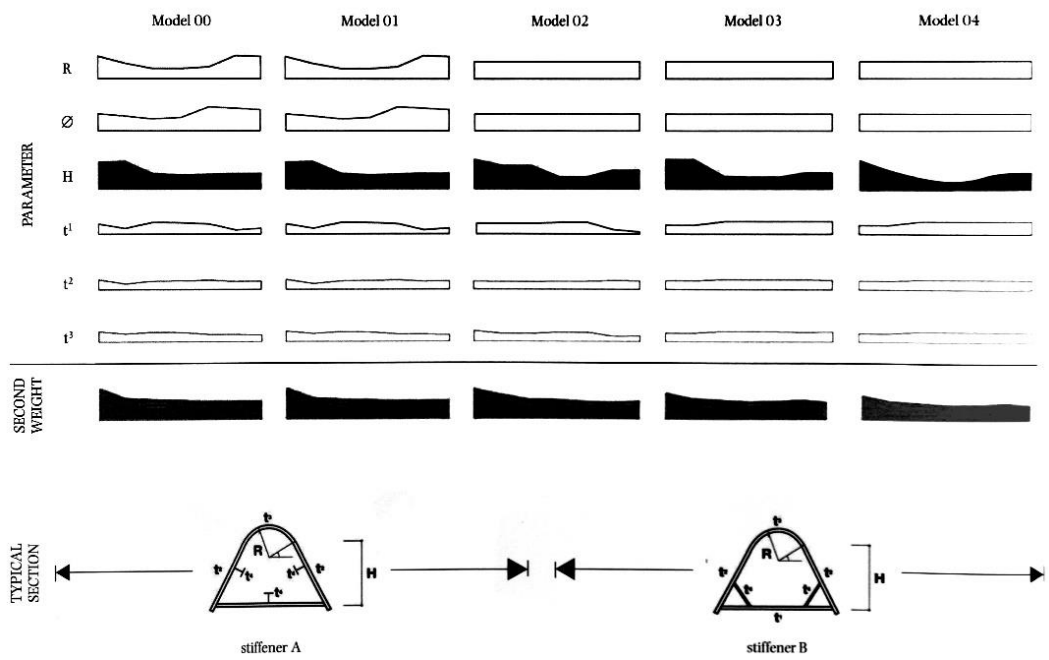 Model 00 Model 01 Model 02 Model 03 Model 04
PARAMETER
R
Ø
H
t¹
t²
t³
SECOND
WEIGHT
TYPICAL
SECTION
R
H
R
H
stiffener A stiffener B